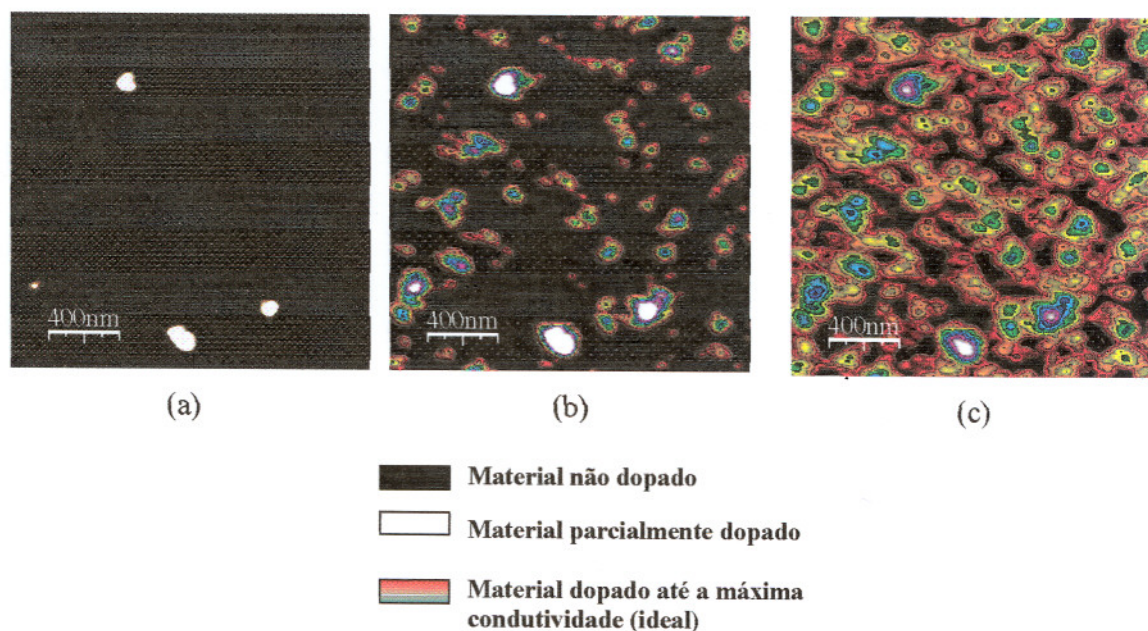 400nm
400nm
400nm
(a)
(b)
(c)
Material não dopado
Material parcialmente dopado
Material dopado até a máxima
condutividade (ideal)